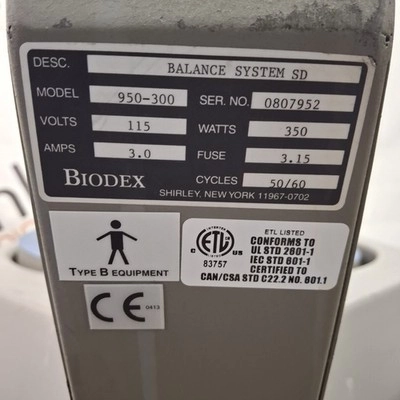 DESC. BALANCE SYSTEM SD
MODEL 950-300 SER. NO. 0807952
VOLTS 115 WATTS 350
AMPS 3.0 FUSE 3.15
BIODEX CYCLES 50/60
SHIRLEY, NEW YORK 11967-0702
TYPE B EQUIPMENT
CE 0413
ETL LISTED
CONFORMS TO
UL STD 2601-1
IEC STD 601-1
CERTIFIED TO
CAN/CSA STD C22.2 NO. 601.1
C ETL US
83757